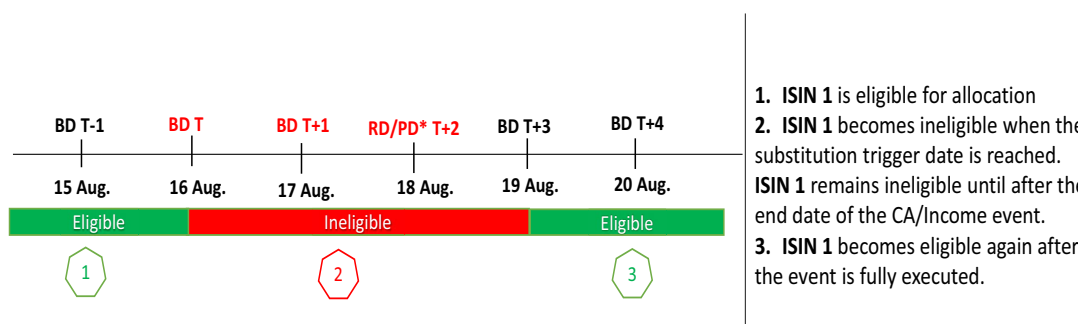 BD T-1 BD T BD T+1 RD/PD* T+2 BD T+3 BD T+4
15 Aug. 16 Aug. 17 Aug. 18 Aug. 19 Aug. 20 Aug.
Eligible Ineligible Eligible
1 2 3
1. ISIN 1 is eligible for allocation
2. ISIN 1 becomes ineligible when the
substitution trigger date is reached.
ISIN 1 remains ineligible until after the
end date of the CA/Income event.
3. ISIN 1 becomes eligible again after
the event is fully executed.